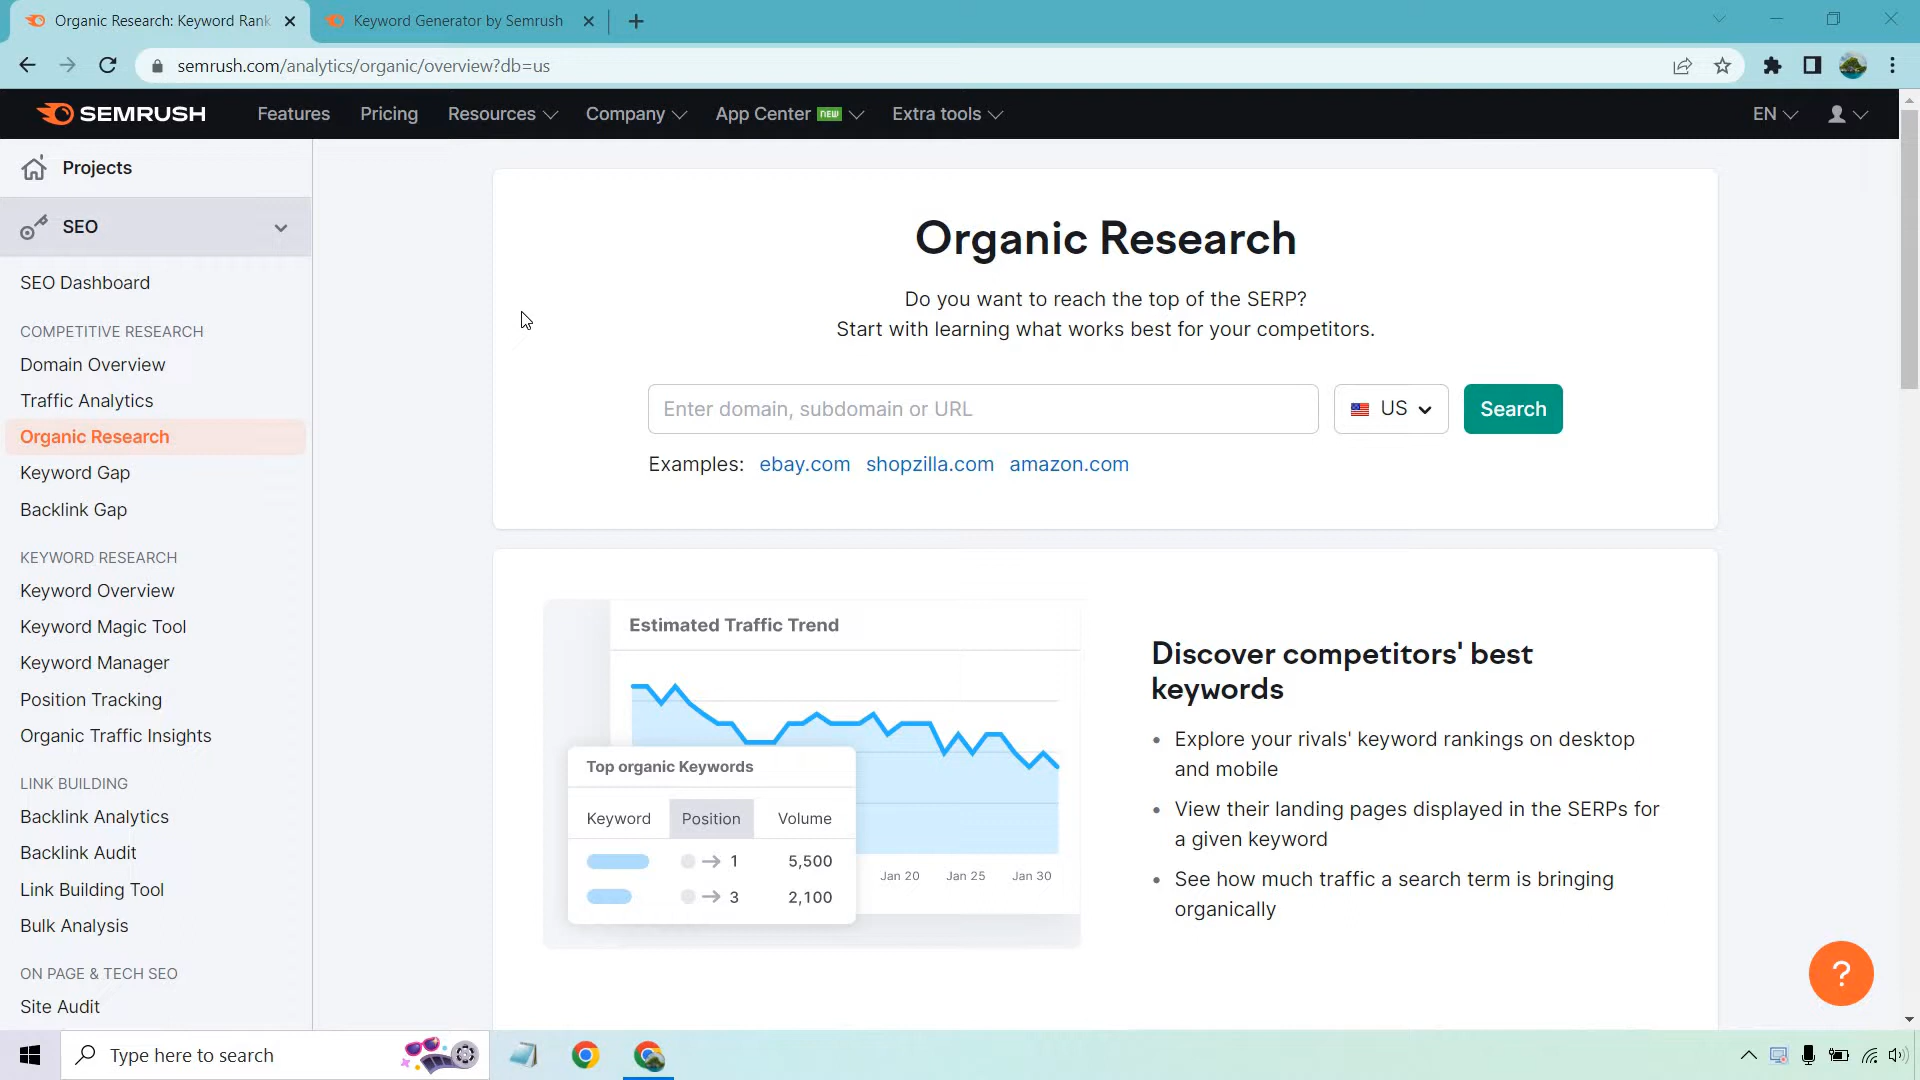 Organic Research: Keyword Rank
Keyword Generator by Semrush
semrush.com/analytics/organic/overview?db=us
SEMRUSH
Features
Pricing
Resources
Company
App Center NEW
Extra tools
EN
Projects
SEO
SEO Dashboard
COMPETITIVE RESEARCH
Domain Overview
Traffic Analytics
Organic Research
Keyword Gap
Backlink Gap
KEYWORD RESEARCH
Keyword Overview
Keyword Magic Tool
Keyword Manager
Position Tracking
Organic Traffic Insights
LINK BUILDING
Backlink Analytics
Backlink Audit
Link Building Tool
Bulk Analysis
ON PAGE & TECH SEO
Site Audit
Organic Research
Do you want to reach the top of the SERP?
Start with learning what works best for your competitors.
Enter domain, subdomain or URL
US
Search
Examples: ebay.com shopzilla.com amazon.com
Estimated Traffic Trend
Top organic Keywords
Keyword Position Volume
1 5,500
3 2,100
Jan 20 Jan 25 Jan 30
Discover competitors' best
keywords
• Explore your rivals' keyword rankings on desktop
and mobile
• View their landing pages displayed in the SERPs for
a given keyword
• See how much traffic a search term is bringing
organically
?
Type here to search